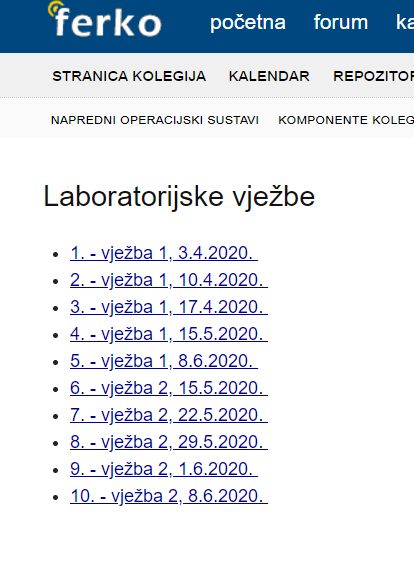 ferko
početna forum ka
STRANICA KOLEGIJA KALENDAR REPOZITOR
NAPREDNI OPERACIJSKI SUSTAVI KOMPONENTE KOLEG
Laboratorijske vježbe
1. - vježba 1, 3.4.2020.
2. - vježba 1, 10.4.2020.
3. - vježba 1, 17.4.2020.
4. - vježba 1, 15.5.2020.
5. - vježba 1, 8.6.2020.
6. - vježba 2, 15.5.2020.
7. - vježba 2, 22.5.2020.
8. - vježba 2, 29.5.2020.
9. - vježba 2, 1.6.2020.
10. - vježba 2, 8.6.2020.